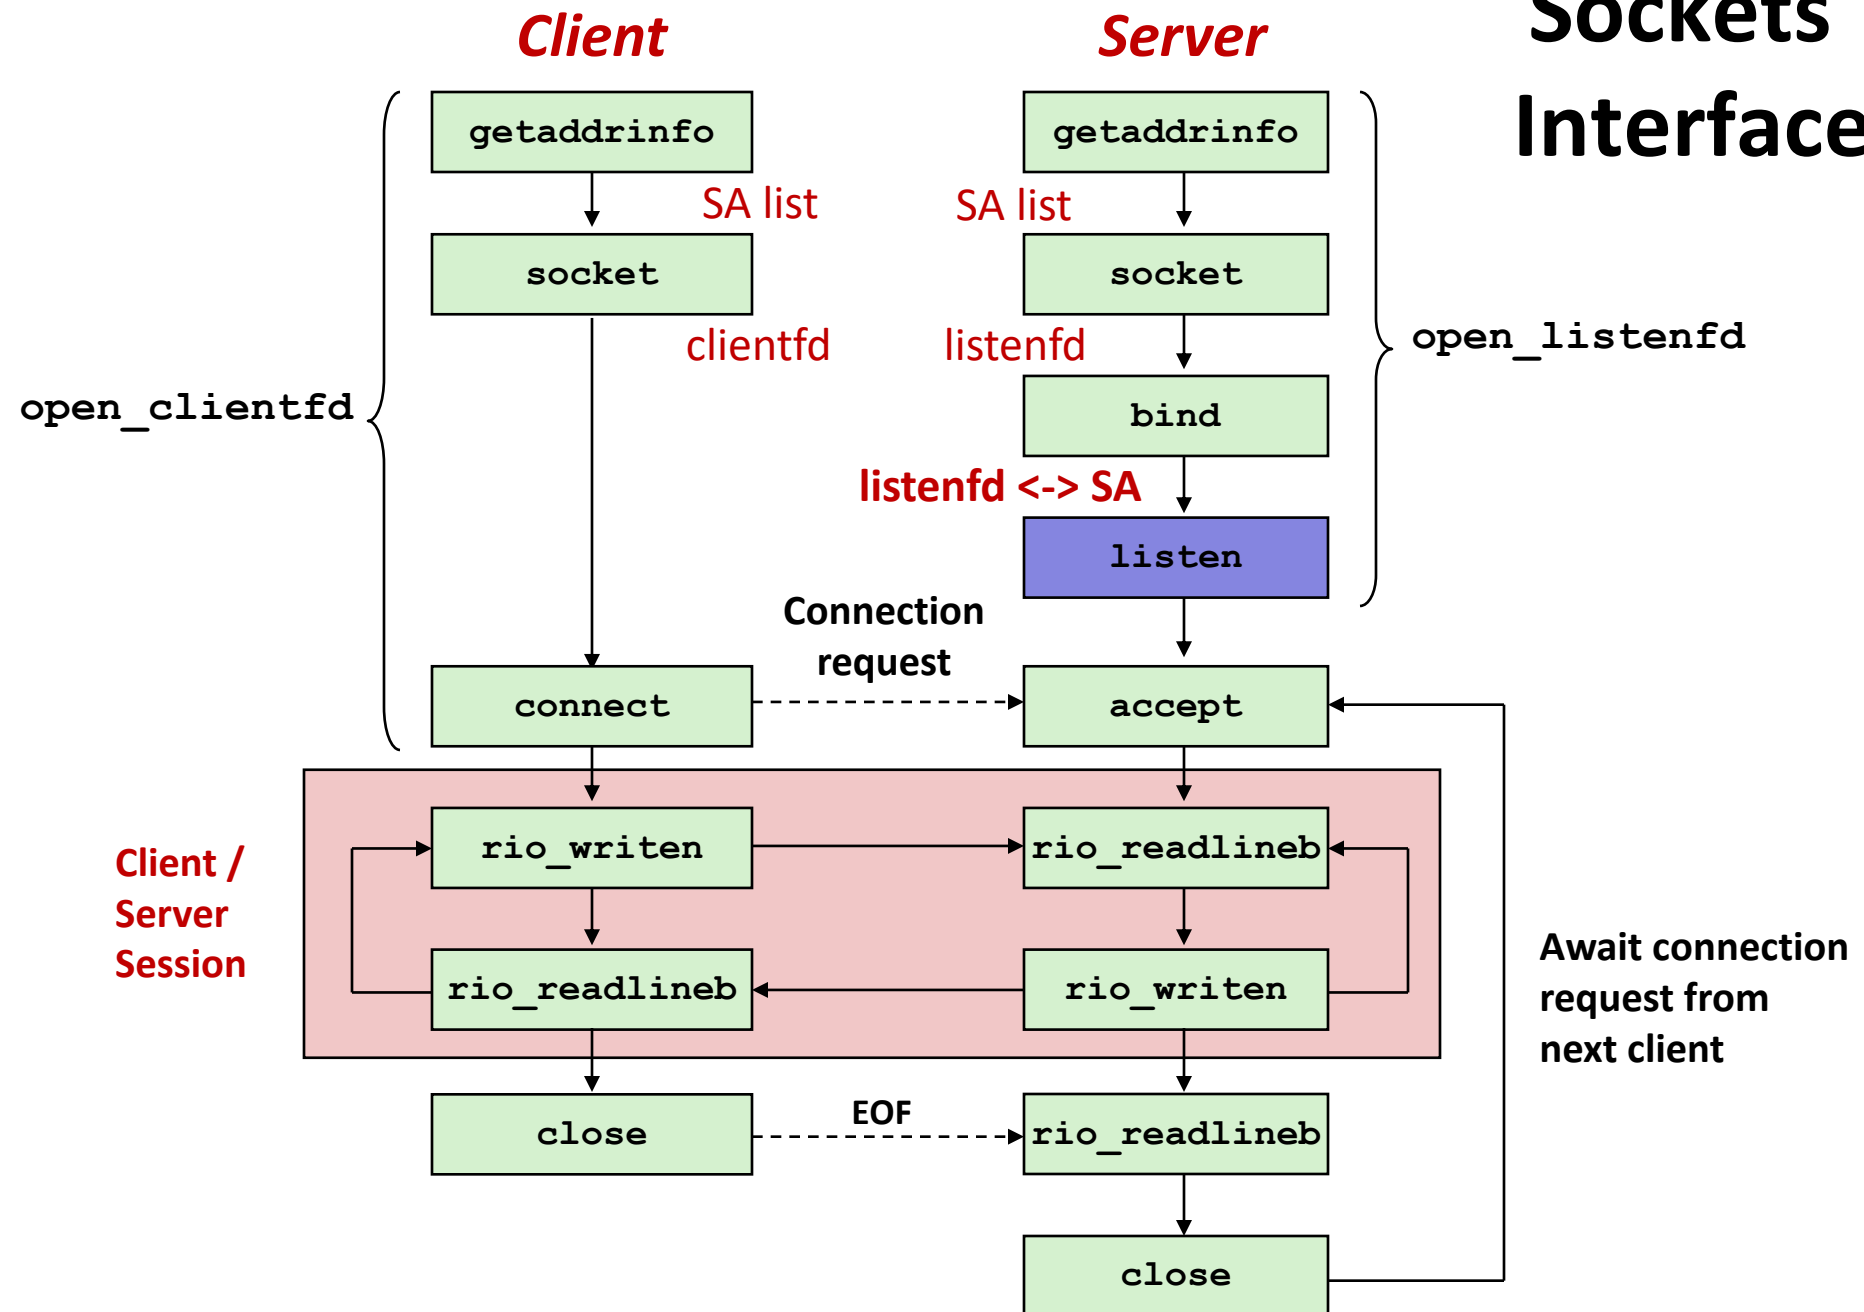 Client
Server
Sockets
Interface
getaddrinfo
getaddrinfo
SA list
SA list
socket
socket
clientfd
listenfd
open_listenfd
open_clientfd
bind
listenfd <-> SA
listen
Connection
request
connect
accept
Client /
Server
Session
rio_writen
rio_readlineb
rio_readlineb
rio_writen
Await connection
request from
next client
close
EOF
rio_readlineb
close